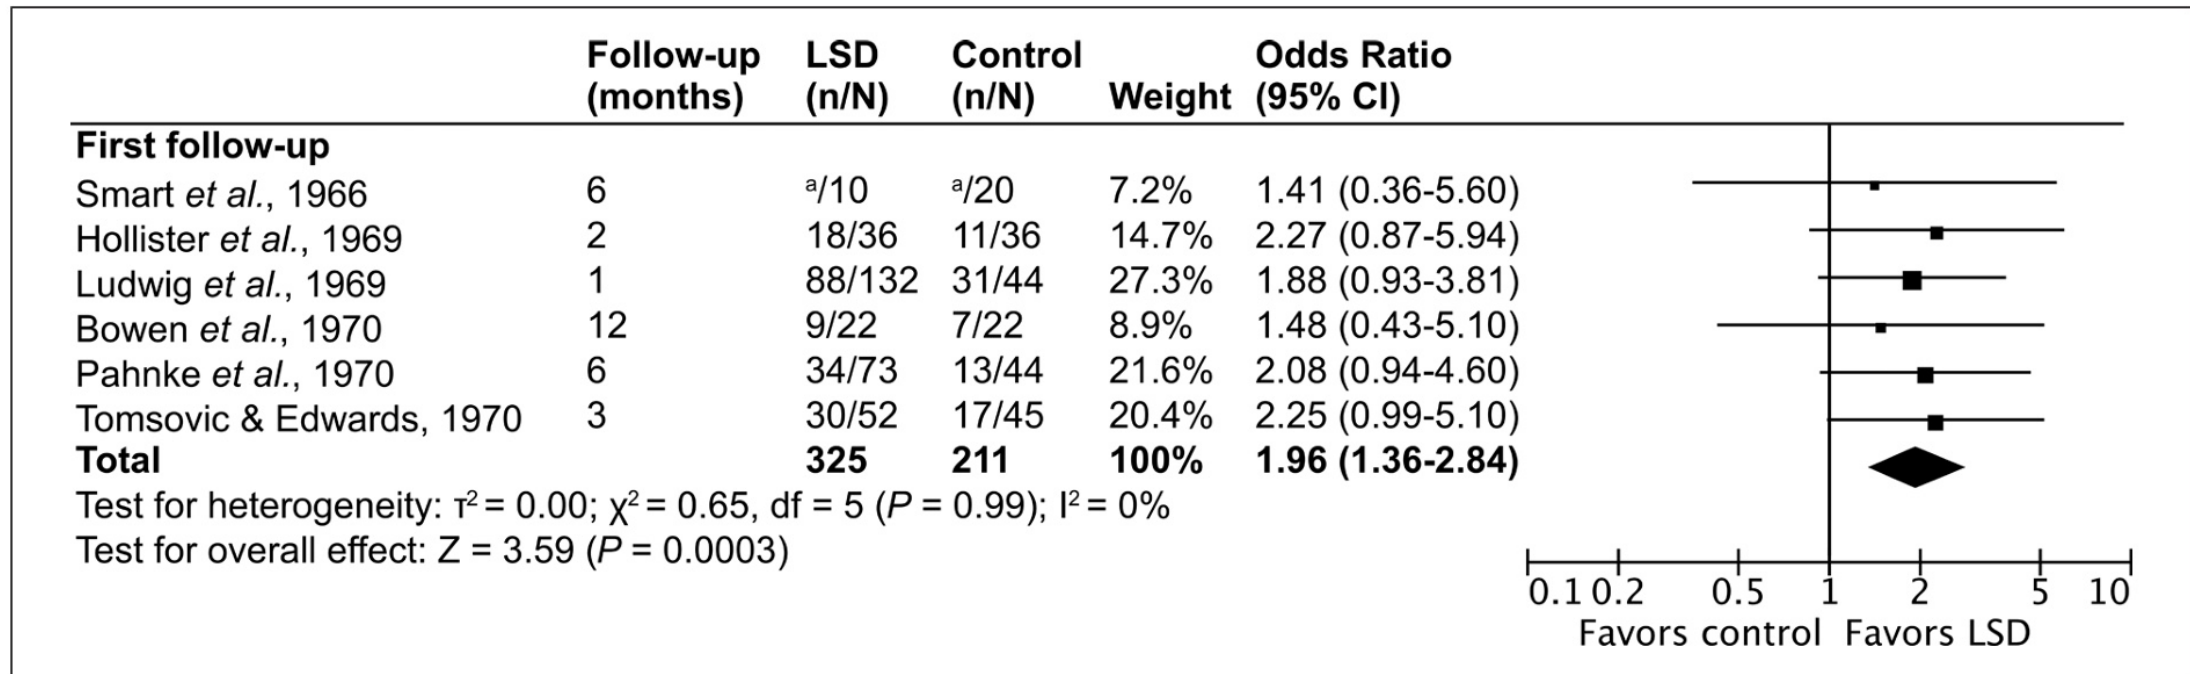 Follow-up (months) LSD (n/N) Control (n/N) Weight Odds Ratio (95% CI)
First follow-up
Smart et al., 1966 6 ᵃ/10 ᵃ/20 7.2% 1.41 (0.36-5.60)
Hollister et al., 1969 2 18/36 11/36 14.7% 2.27 (0.87-5.94)
Ludwig et al., 1969 1 88/132 31/44 27.3% 1.88 (0.93-3.81)
Bowen et al., 1970 12 9/22 7/22 8.9% 1.48 (0.43-5.10)
Pahnke et al., 1970 6 34/73 13/44 21.6% 2.08 (0.94-4.60)
Tomsovic & Edwards, 1970 3 30/52 17/45 20.4% 2.25 (0.99-5.10)
Total 325 211 100% 1.96 (1.36-2.84)
Test for heterogeneity: τ² = 0.00; χ² = 0.65, df = 5 (P = 0.99); I² = 0%
Test for overall effect: Z = 3.59 (P = 0.0003)
0.1 0.2 0.5 1 2 5 10
Favors control Favors LSD